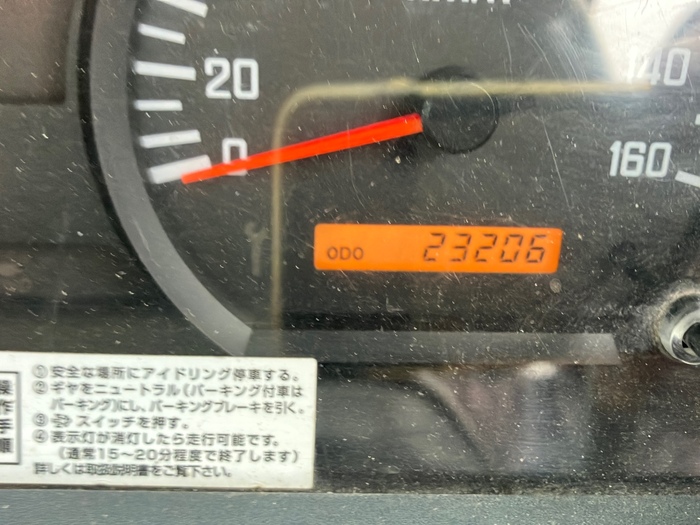 20
0
140
160
ODO 23206
操作手順
①安全な場所にアイドリング停車する。
②ギヤをニュートラル(パーキング付車は
パーキング)にし、パーキングブレーキを引く。
③ スイッチを押す。
④表示灯が消灯したら走行可能です。
(通常15~20分程度で終了します)
詳しくは取扱説明書をご覧下さい。